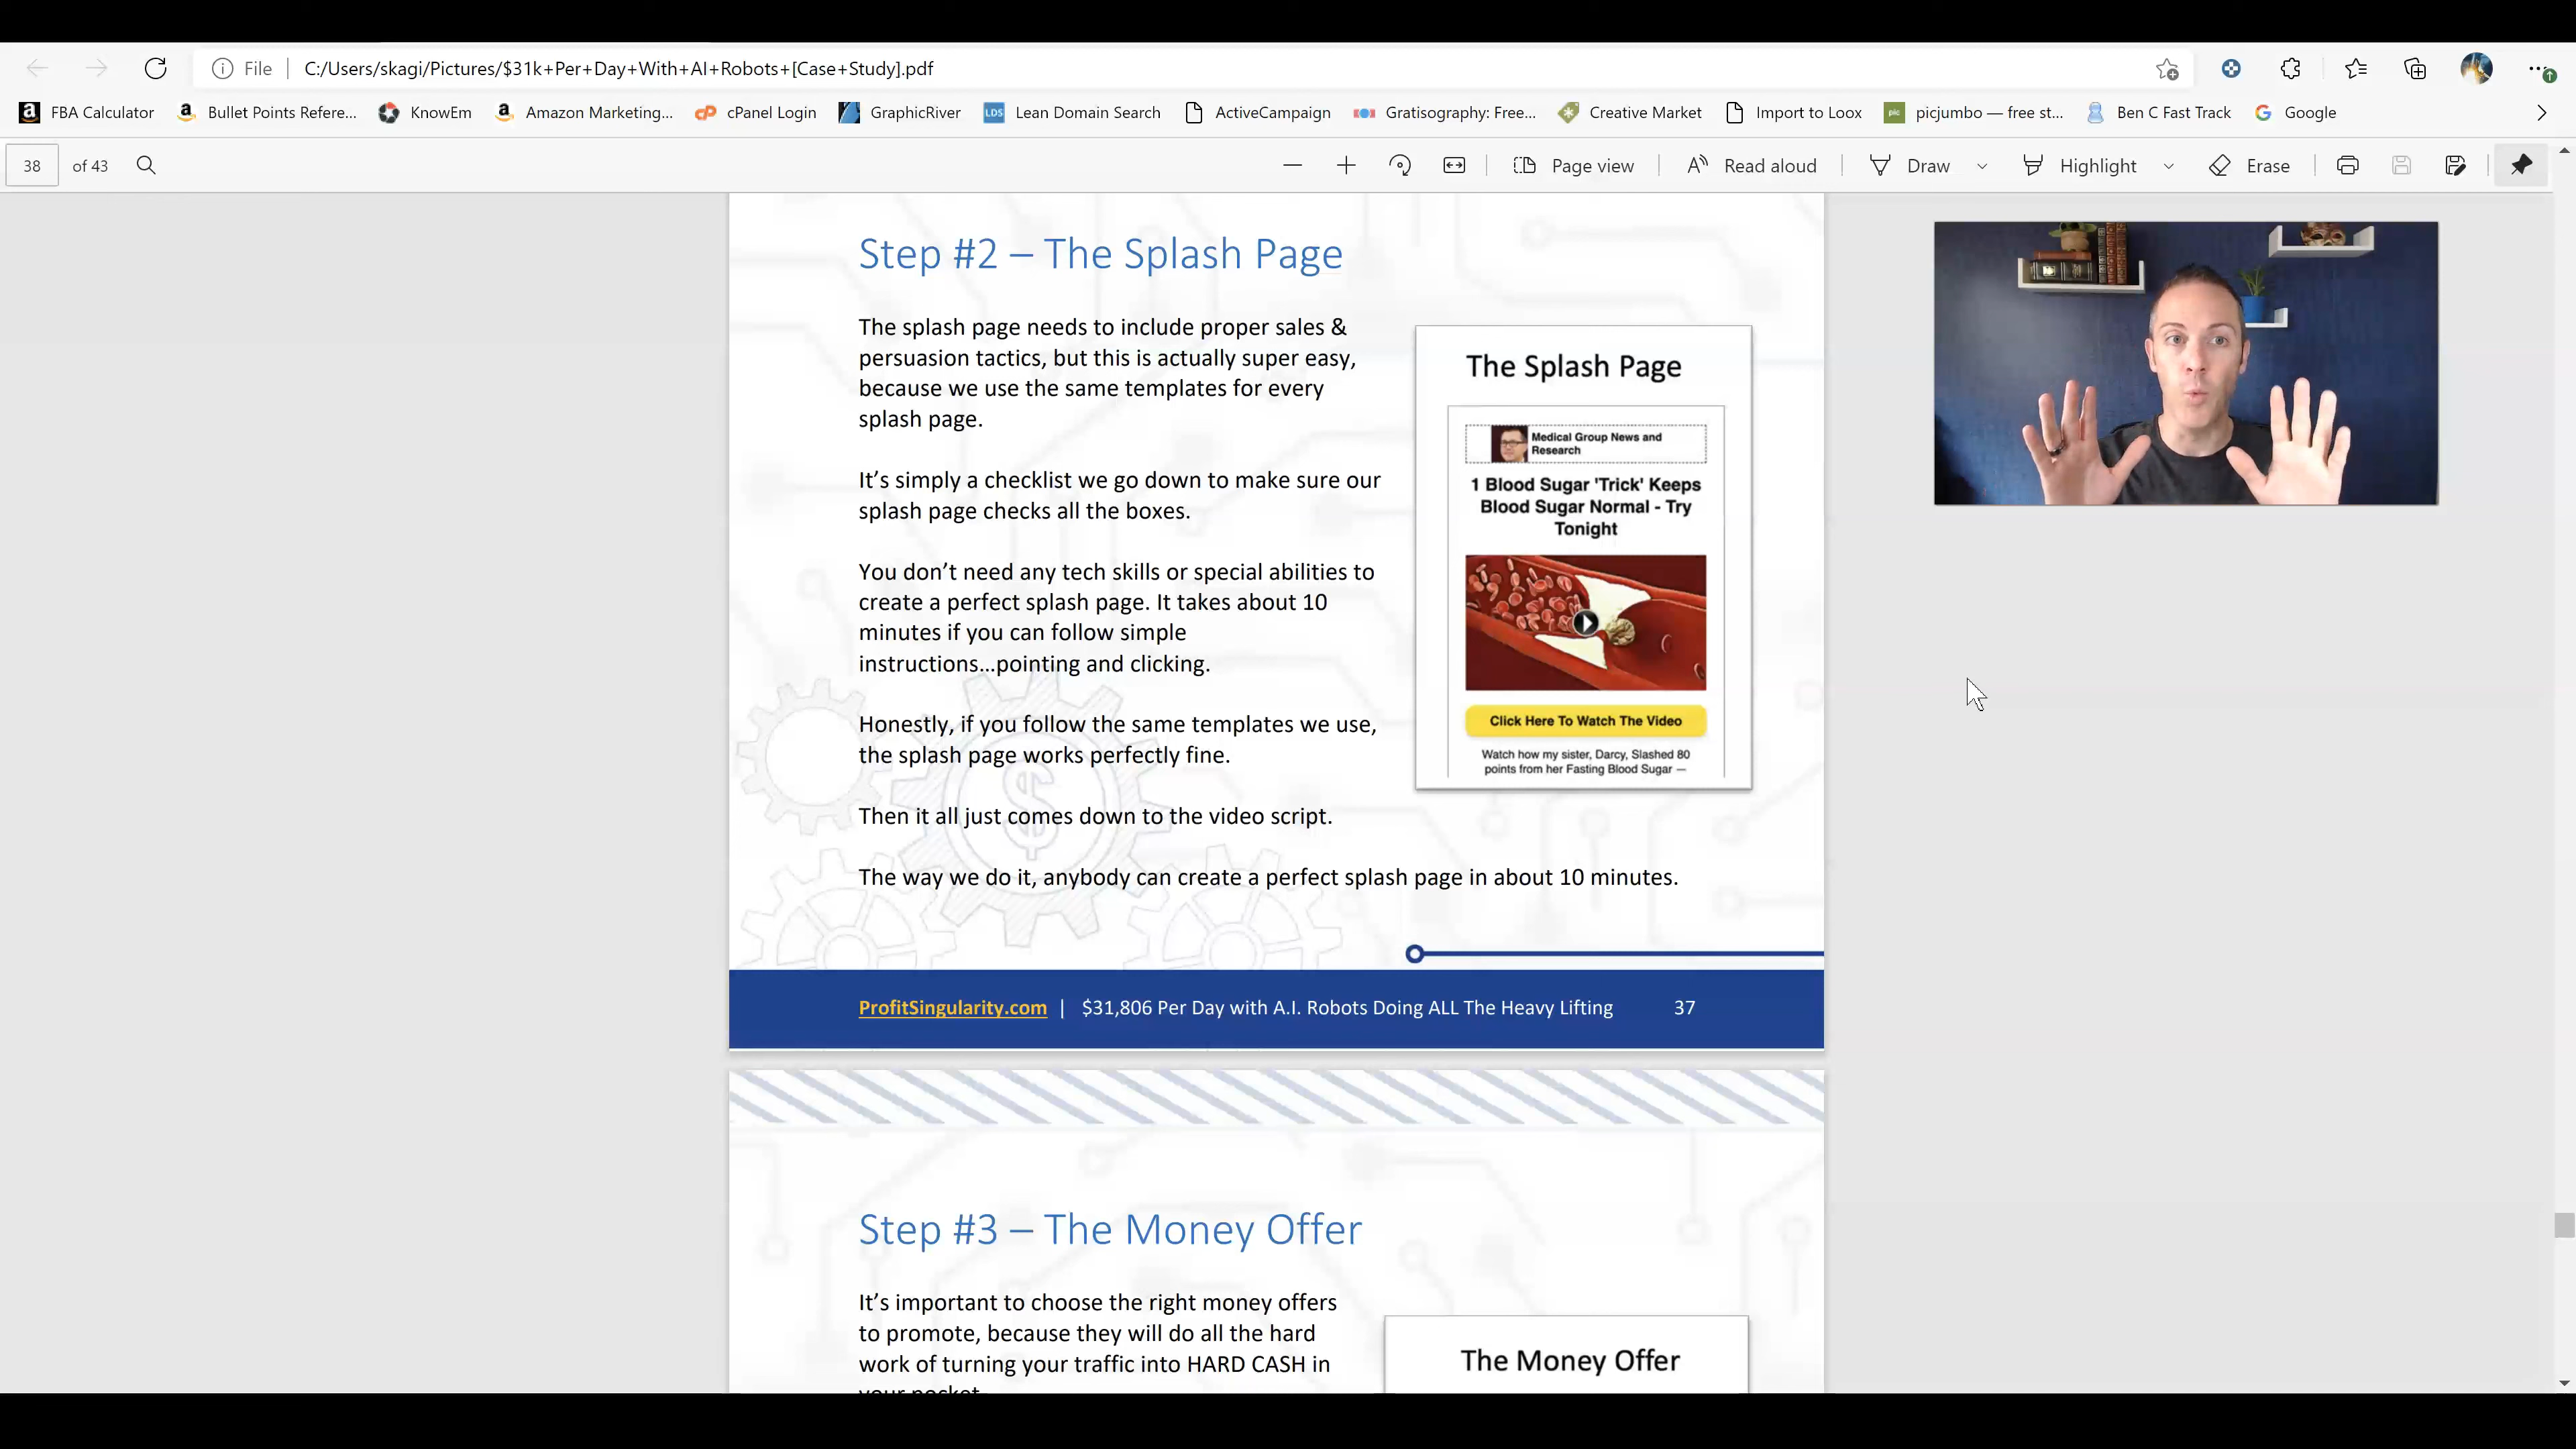 File
C:/Users/skagi/Pictures/$31k+Per+Day+With+AI+Robots+[Case+Study].pdf
FBA Calculator
Bullet Points Refere...
KnowEm
Amazon Marketing...
cPanel Login
GraphicRiver
LDS
Lean Domain Search
ActiveCampaign
Gratisography: Free...
Creative Market
Import to Loox
pic
picjumbo — free st...
Ben C Fast Track
Google
38
of 43
Page view
Read aloud
Draw
Highlight
Erase
Step #2 – The Splash Page
The splash page needs to include proper sales &
persuasion tactics, but this is actually super easy,
because we use the same templates for every
splash page.
It’s simply a checklist we go down to make sure our
splash page checks all the boxes.
You don’t need any tech skills or special abilities to
create a perfect splash page. It takes about 10
minutes if you can follow simple
instructions...pointing and clicking.
Honestly, if you follow the same templates we use,
the splash page works perfectly fine.
Then it all just comes down to the video script.
The way we do it, anybody can create a perfect splash page in about 10 minutes.
The Splash Page
Medical Group News and
Research
1 Blood Sugar 'Trick' Keeps
Blood Sugar Normal - Try
Tonight
Click Here To Watch The Video
Watch how my sister, Darcy, Slashed 80
points from her Fasting Blood Sugar —
ProfitSingularity.com | $31,806 Per Day with A.I. Robots Doing ALL The Heavy Lifting 37
Step #3 – The Money Offer
It’s important to choose the right money offers
to promote, because they will do all the hard
work of turning your traffic into HARD CASH in
your pocket.
The Money Offer